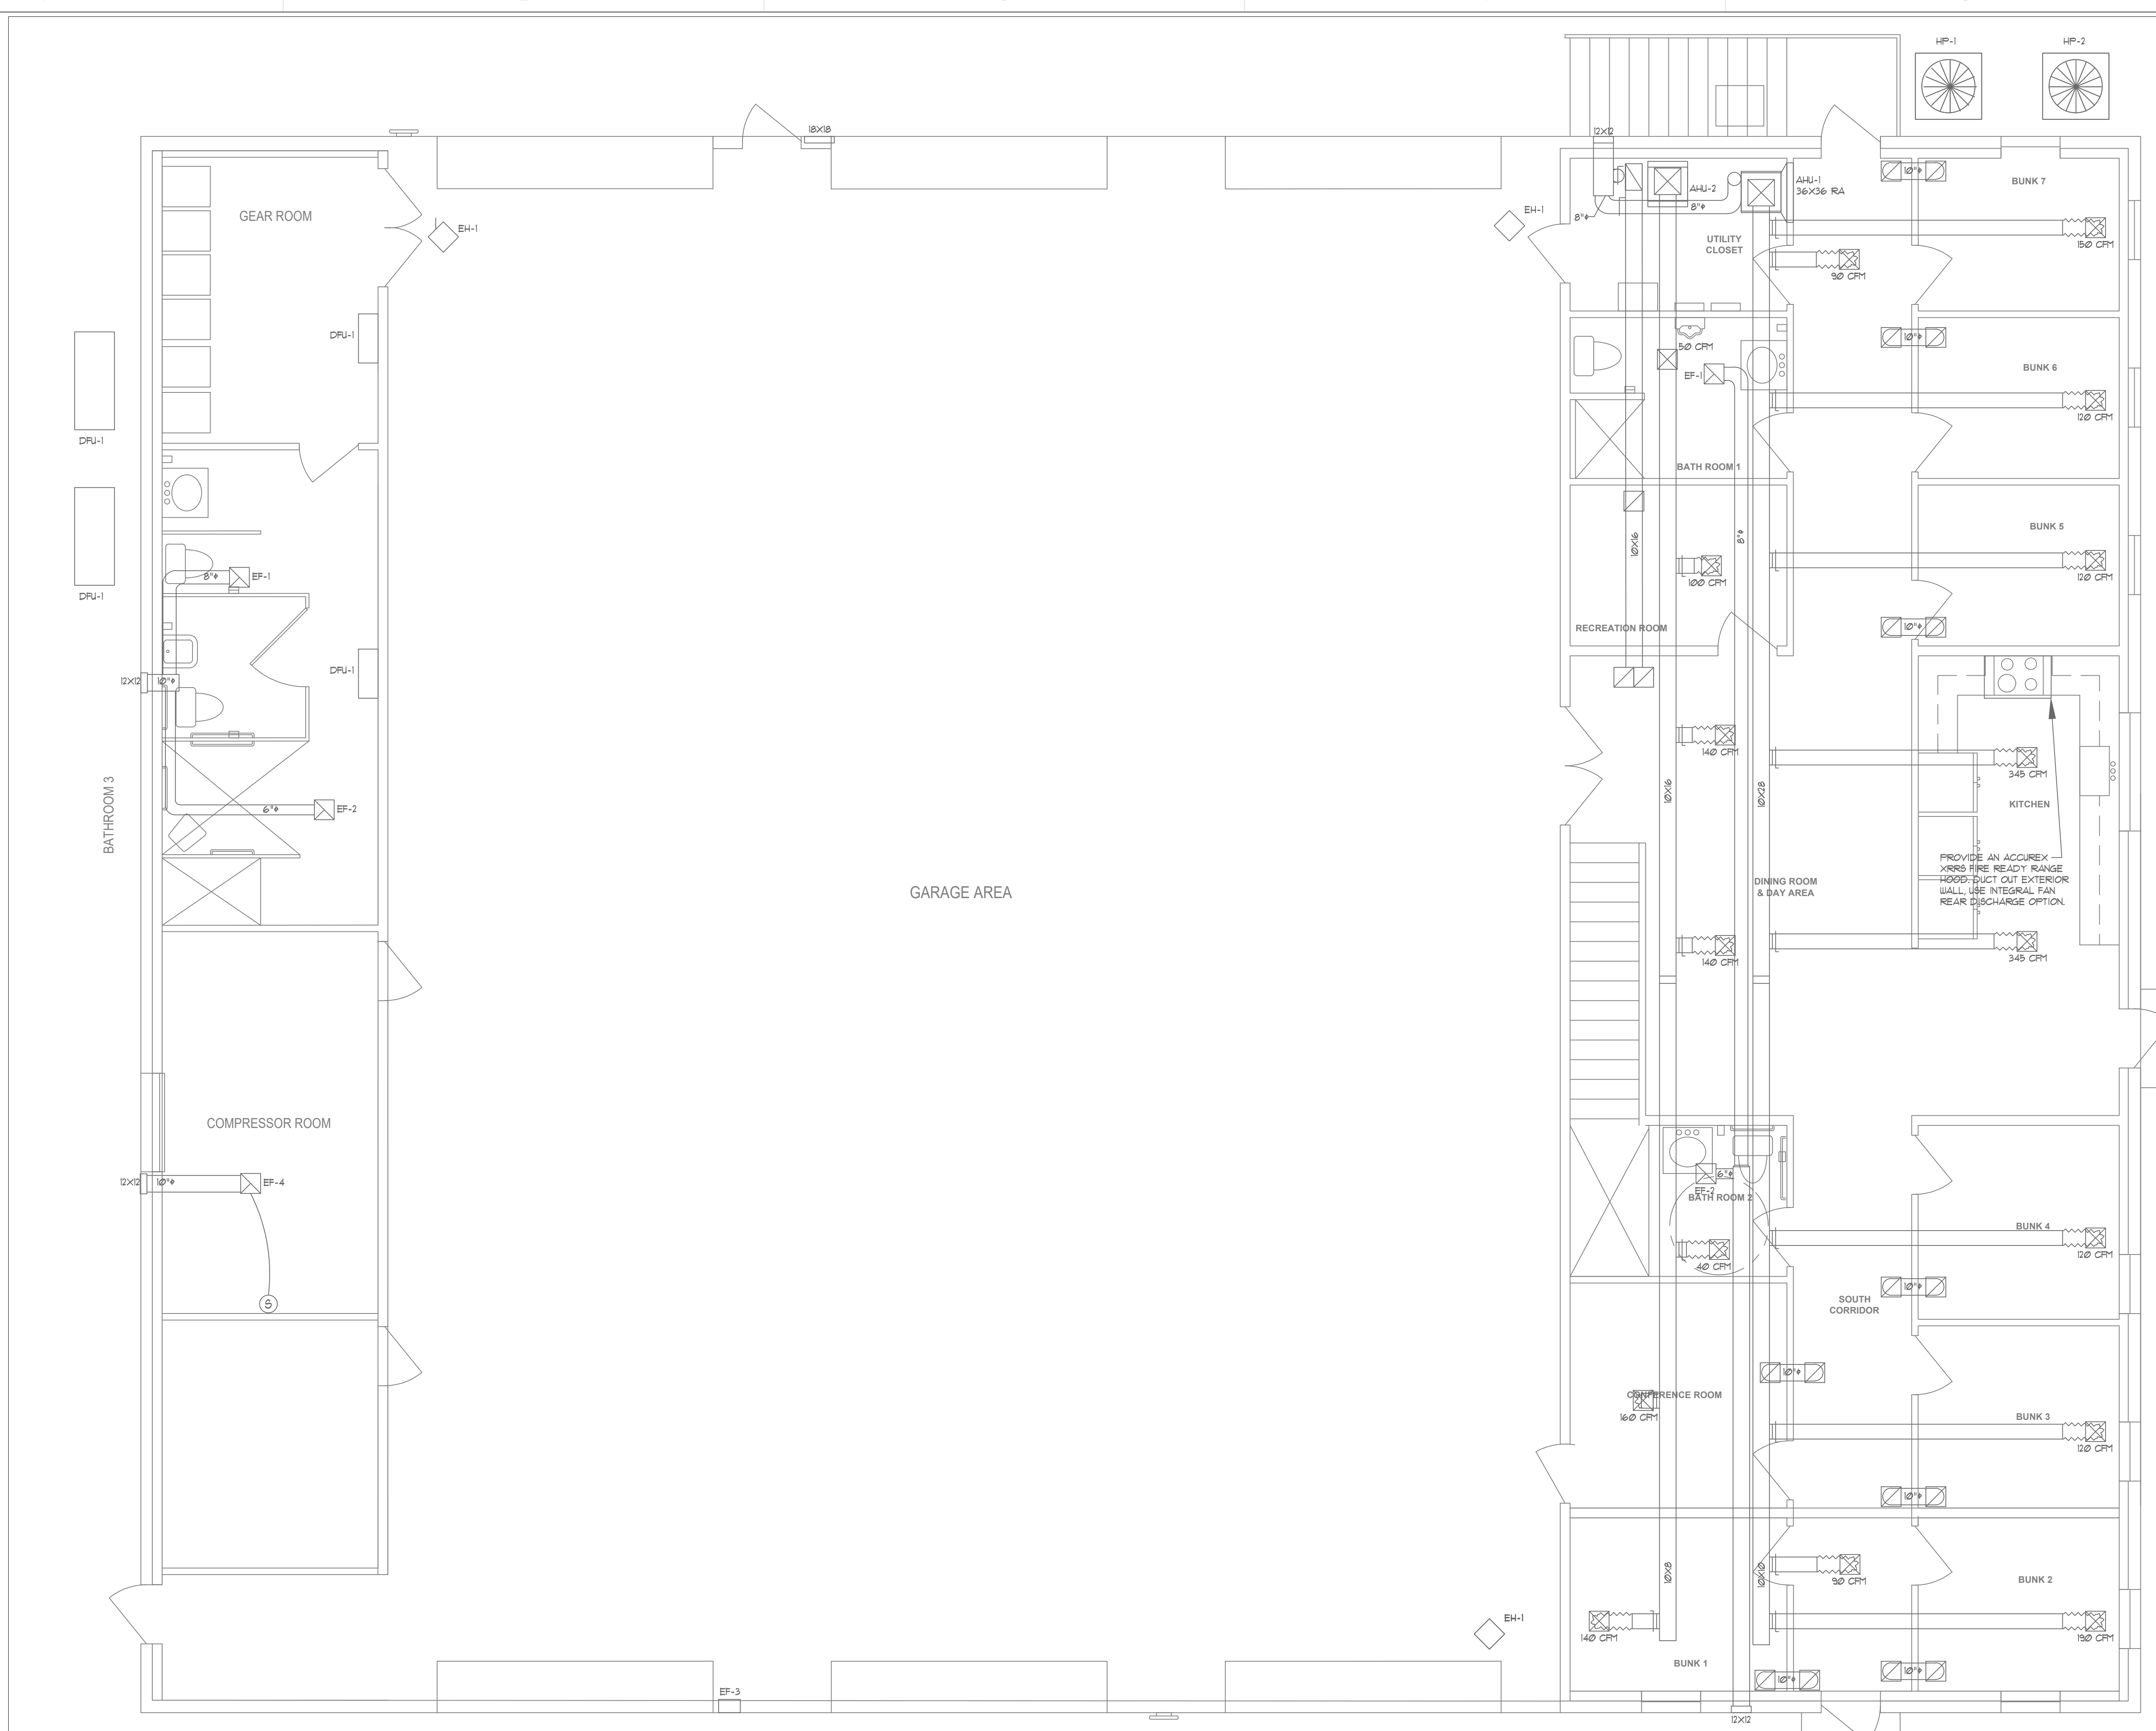 HP-1
HP-2
18X18
12X12
GEAR ROOM
EH-1
EH-1
8"ϕ
AHU-2
8"ϕ
AHU-1
36X36 RA
10"ϕ
BUNK 7
150 CFM
UTILITY
CLOSET
90 CFM
DFU-1
50 CFM
EF-1
10"ϕ
BUNK 6
120 CFM
DFU-1
BATH ROOM 1
10X16
8"ϕ
BUNK 5
120 CFM
100 CFM
8"ϕ
EF-1
DFU-1
RECREATION ROOM
10"ϕ
DFU-1
12X12
10"ϕ
140 CFM
10X16
10X28
345 CFM
KITCHEN
BATHROOM 3
6"ϕ
EF-2
GARAGE AREA
DINING ROOM
& DAY AREA
PROVIDE AN ACCUREX
XRRS FIRE READY RANGE
HOOD. DUCT OUT EXTERIOR
WALL, USE INTEGRAL FAN
REAR DISCHARGE OPTION.
140 CFM
345 CFM
COMPRESSOR ROOM
12X12
10"ϕ
EF-4
S
6"ϕ
EF-2
BATH ROOM 2
40 CFM
BUNK 4
120 CFM
SOUTH
CORRIDOR
10"ϕ
10"ϕ
CONFERENCE ROOM
160 CFM
BUNK 3
120 CFM
10"ϕ
10X8
10X10
90 CFM
BUNK 2
EH-1
140 CFM
190 CFM
BUNK 1
10"ϕ
10"ϕ
EF-3
12X12